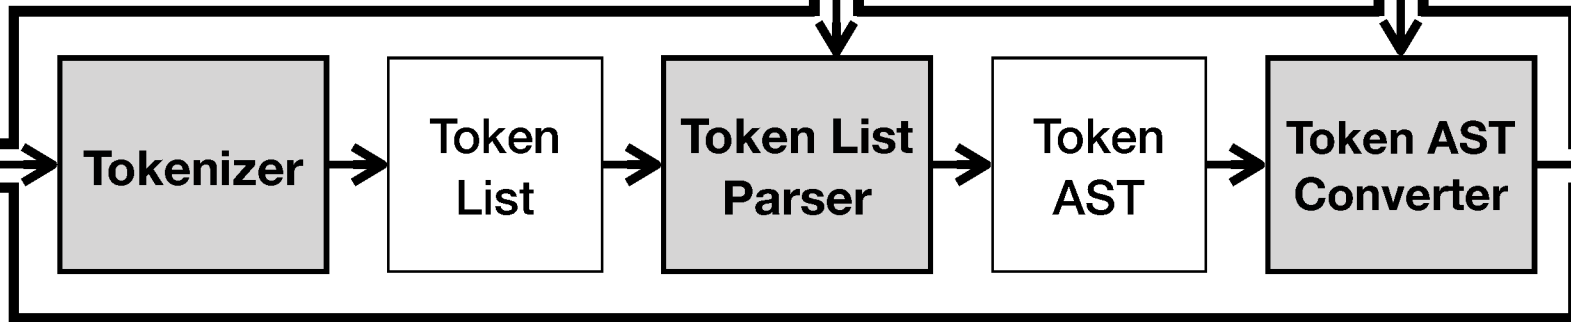 Tokenizer
Token
List
Token List
Parser
Token
AST
Token AST
Converter